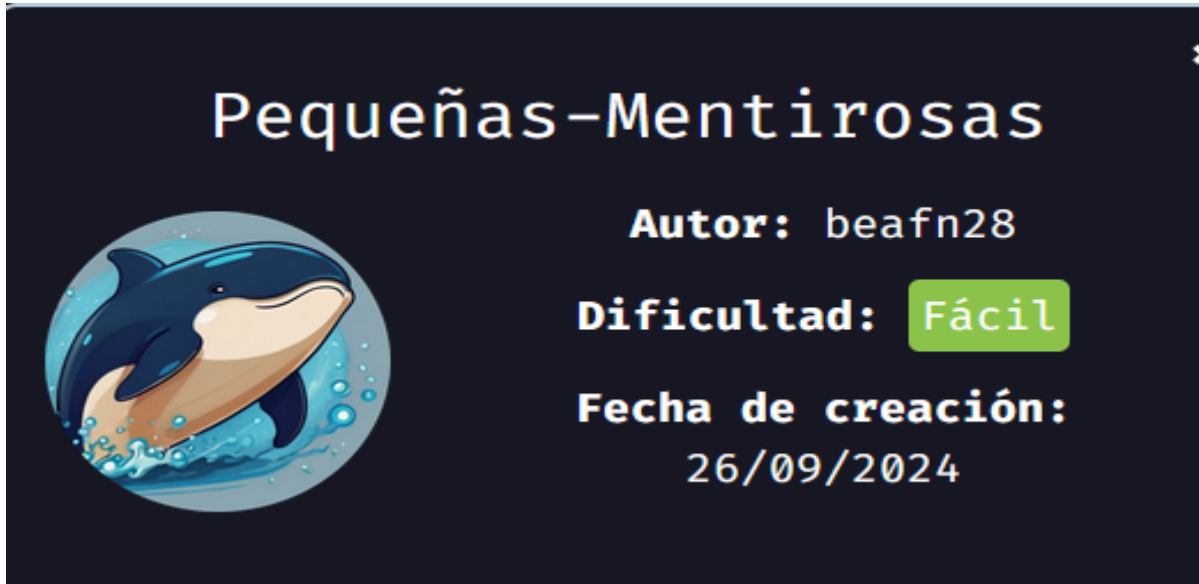 Pequeñas-Mentirosas
Autor: beafn28
Dificultad: Fácil
Fecha de creación:
26/09/2024